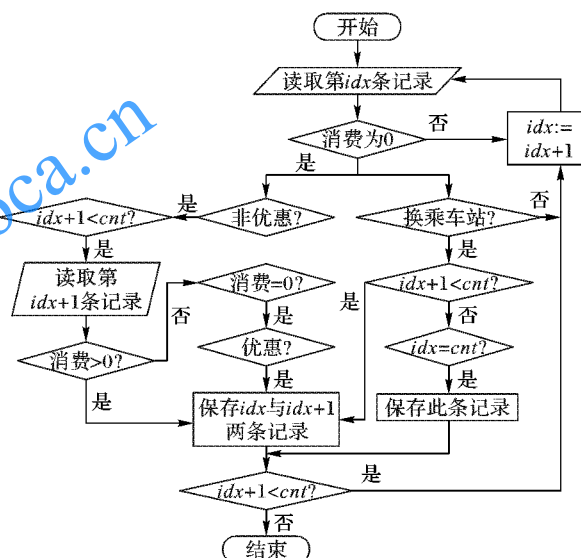 开始
读取第idx条记录
消费为0
否
idx:=
idx+1
是
非优惠?
是
idx+1<cnt?
换乘车站?
否
是
是
读取第
idx+1条记录
消费=0?
是
idx+1<cnt?
否
是
否
消费>0?
优惠?
idx=cnt?
是
是
是
保存idx与idx+1
两条记录
保存此条记录
idx+1<cnt?
是
否
结束
oca.cn